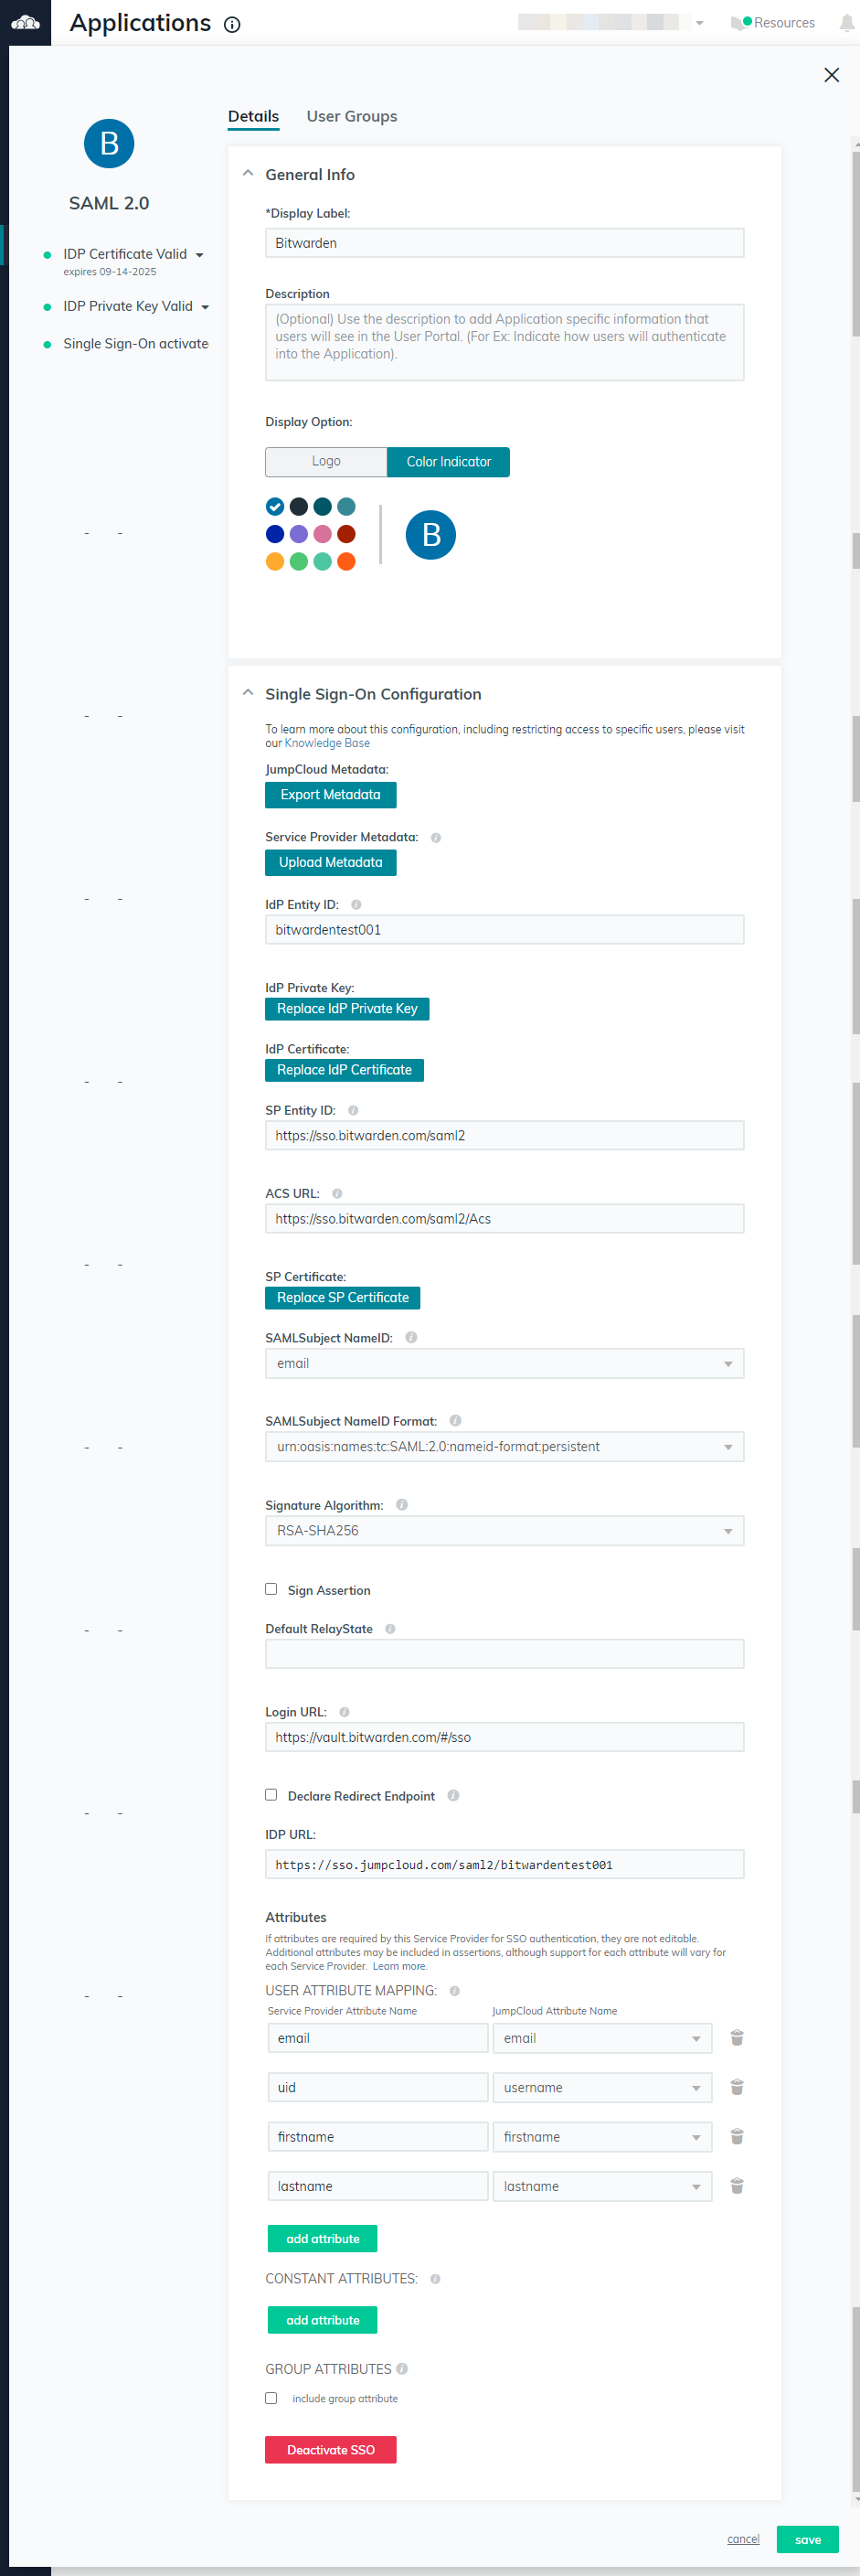 Applications
Resources
B
SAML 2.0
IDP Certificate Valid
expires 09-14-2025
IDP Private Key Valid
Single Sign-On activate
Details User Groups
General Info
*Display Label:
Bitwarden
Description
(Optional) Use the description to add Application specific information that
users will see in the User Portal. (For Ex: Indicate how users will authenticate
into the Application).
Display Option:
Logo Color Indicator
B
Single Sign-On Configuration
To learn more about this configuration, including restricting access to specific users, please visit
our Knowledge Base
JumpCloud Metadata:
Export Metadata
Service Provider Metadata:
Upload Metadata
IdP Entity ID:
bitwardentest001
IdP Private Key:
Replace IdP Private Key
IdP Certificate:
Replace IdP Certificate
SP Entity ID:
https://sso.bitwarden.com/saml2
ACS URL:
https://sso.bitwarden.com/saml2/Acs
SP Certificate:
Replace SP Certificate
SAMLSubject NameID:
email
SAMLSubject NameID Format:
urn:oasis:names:tc:SAML:2.0:nameid-format:persistent
Signature Algorithm:
RSA-SHA256
Sign Assertion
Default RelayState
Login URL:
https://vault.bitwarden.com/#/sso
Declare Redirect Endpoint
IDP URL:
https://sso.jumpcloud.com/saml2/bitwardentest001
Attributes
If attributes are required by this Service Provider for SSO authentication, they are not editable.
Additional attributes may be included in assertions, although support for each attribute will vary for
each Service Provider. Learn more.
USER ATTRIBUTE MAPPING:
Service Provider Attribute Name JumpCloud Attribute Name
email email
uid username
firstname firstname
lastname lastname
add attribute
CONSTANT ATTRIBUTES:
add attribute
GROUP ATTRIBUTES
include group attribute
Deactivate SSO
cancel save